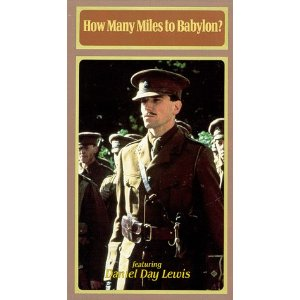 How Many Miles to Babylon?
featuring
Daniel Day Lewis